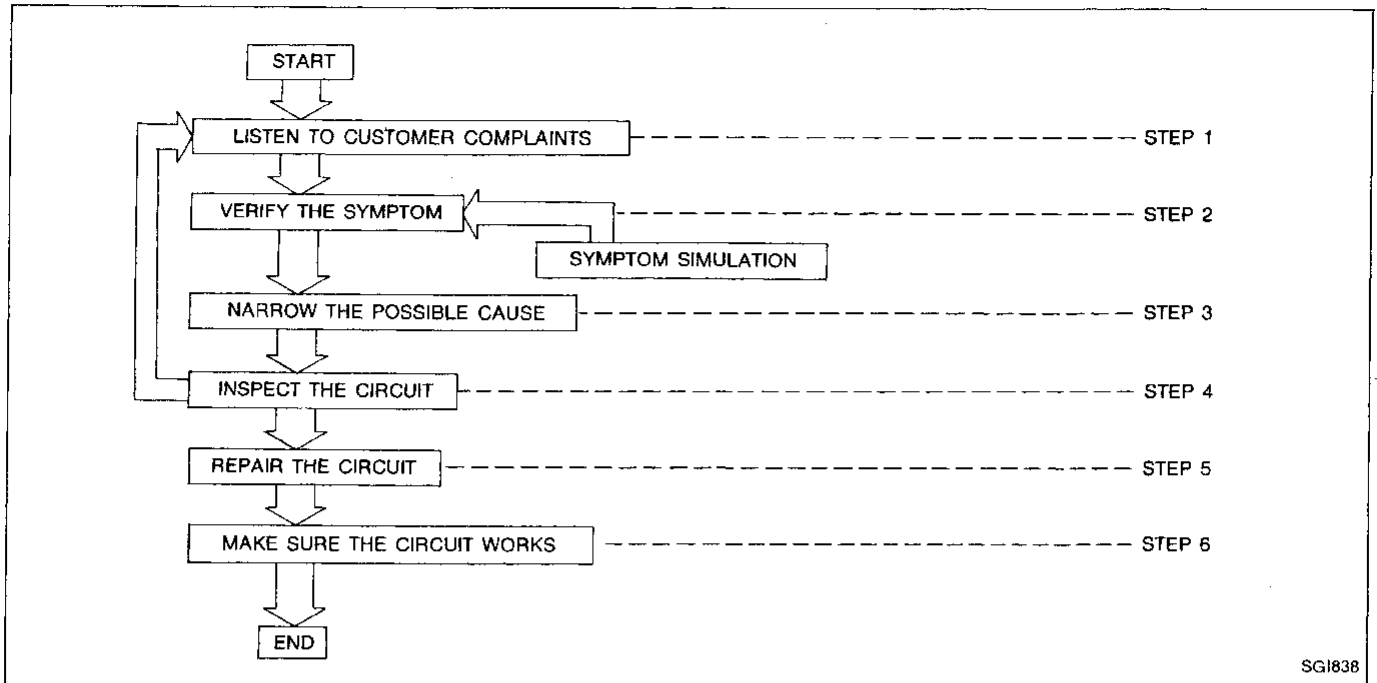 START
LISTEN TO CUSTOMER COMPLAINTS
STEP 1
VERIFY THE SYMPTOM
STEP 2
SYMPTOM SIMULATION
NARROW THE POSSIBLE CAUSE
STEP 3
INSPECT THE CIRCUIT
STEP 4
REPAIR THE CIRCUIT
STEP 5
MAKE SURE THE CIRCUIT WORKS
STEP 6
END
SGI838